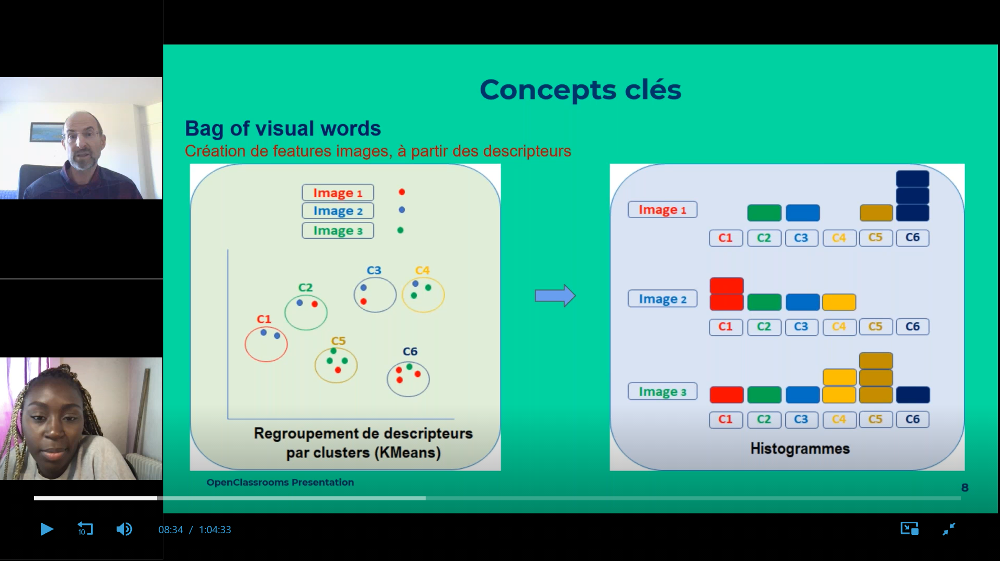 Concepts clés
Bag of visual words
Création de features images, à partir des descripteurs
Image 1
Image 2
Image 3
C3
C4
C2
C1
C5
C6
Regroupement de descripteurs
par clusters (KMeans)
Image 1
C1 C2 C3 C4 C5 C6
Image 2
C1 C2 C3 C4 C5 C6
Image 3
C1 C2 C3 C4 C5 C6
Histogrammes
OpenClassrooms Presentation
8
10
08:34 / 1:04:33